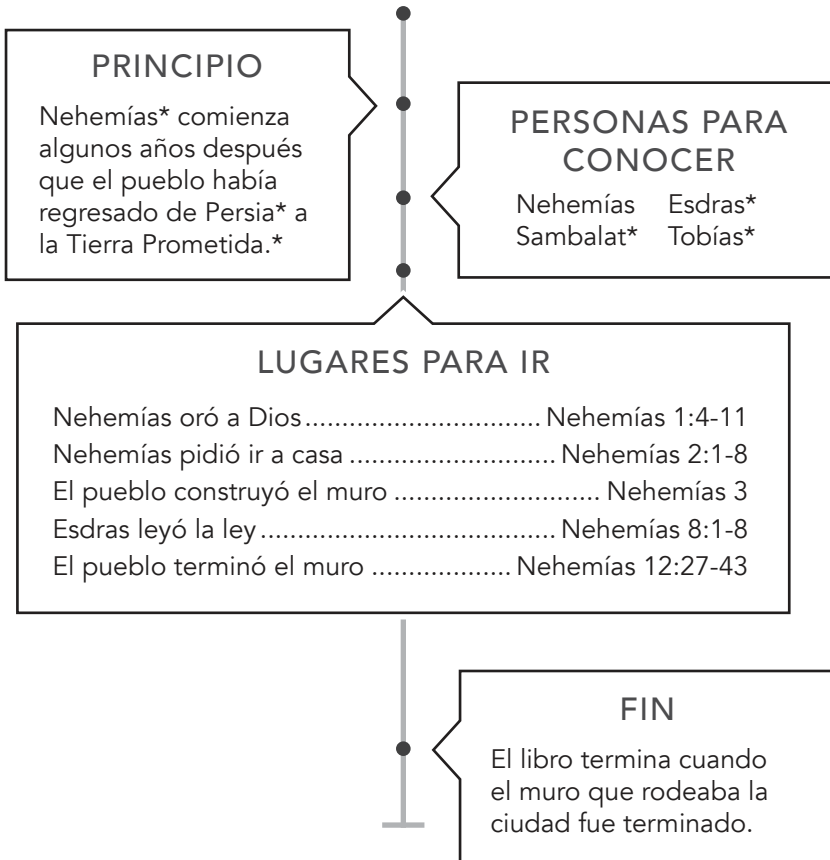 PRINCIPIO
Nehemías* comienza
algunos años después
que el pueblo había
regresado de Persia* a
la Tierra Prometida.*
PERSONAS PARA
CONOCER
Nehemías Esdras*
Sambalat* Tobías*
LUGARES PARA IR
Nehemías oró a Dios................................ Nehemías 1:4-11
Nehemías pidió ir a casa ............................ Nehemías 2:1-8
El pueblo construyó el muro ............................ Nehemías 3
Esdras leyó la ley........................................ Nehemías 8:1-8
El pueblo terminó el muro ................... Nehemías 12:27-43
FIN
El libro termina cuando
el muro que rodeaba la
ciudad fue terminado.